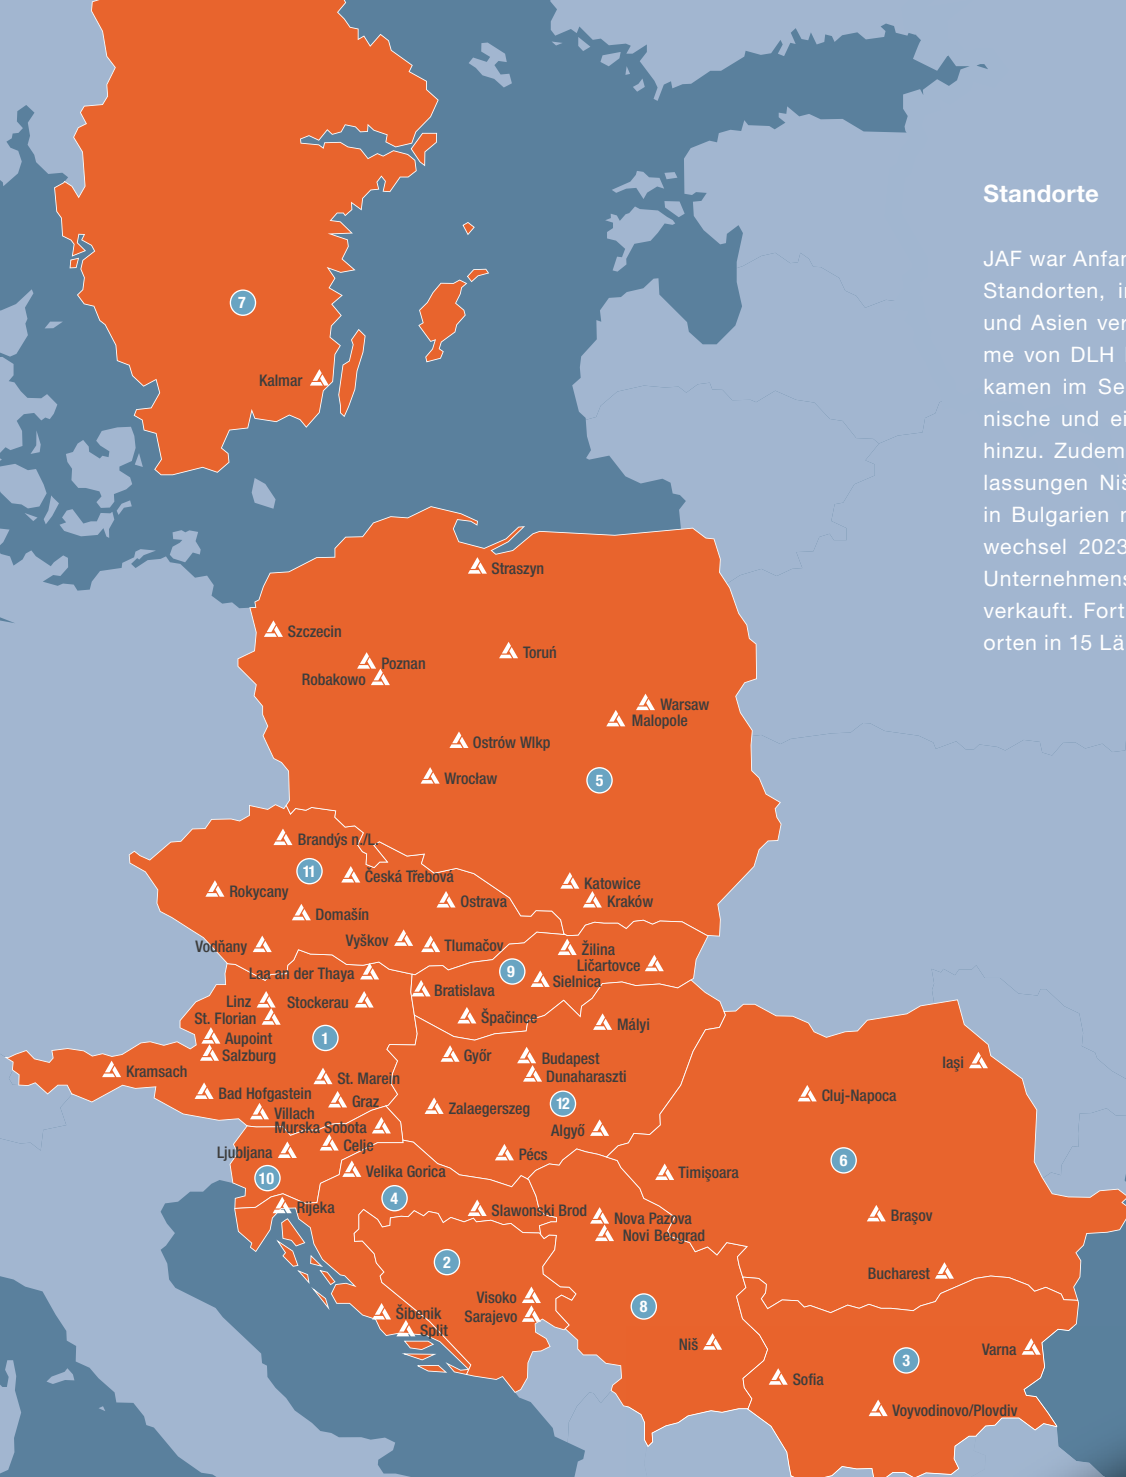 Standorte
JAF war Anfan
Standorten, in
und Asien ver
me von DLH
kamen im Se
nische und ei
hinzu. Zudem
lassungen Niš
in Bulgarien
wechsel 2023
Unternehmens
verkauft. Fort
orten in 15 Lä
7
Kalmar
Straszyn
Szczecin
Toruń
Poznan
Robakowo
Warsaw
Malopole
Ostrów Wlkp
Wrocław
5
Brandýs n./L.
11
Česká Třebová
Katowice
Rokycany
Ostrava
Kraków
Domašín
Vyškov
Tlumačov
Vodňany
Žilina
Ličartovce
Laa an der Thaya
9
Sielnica
Bratislava
Linz
Stockerau
St. Florian
Špačince
Mályi
Aupoint
1
Salzburg
Győr
Budapest
Kramsach
Dunaharaszti
Iași
St. Marein
Bad Hofgastein
Graz
Cluj-Napoca
Villach
Zalaegerszeg
12
Murska Sobota
Algyő
Celje
Ljubljana
Pécs
6
10
Velika Gorica
Timișoara
4
Rijeka
Slawonski Brod
Nova Pazova
Brașov
Novi Beograd
2
Bucharest
Visoko
8
Šibenik
Sarajevo
Split
Niš
Varna
3
Sofia
Voyvodinovo/Plovdiv